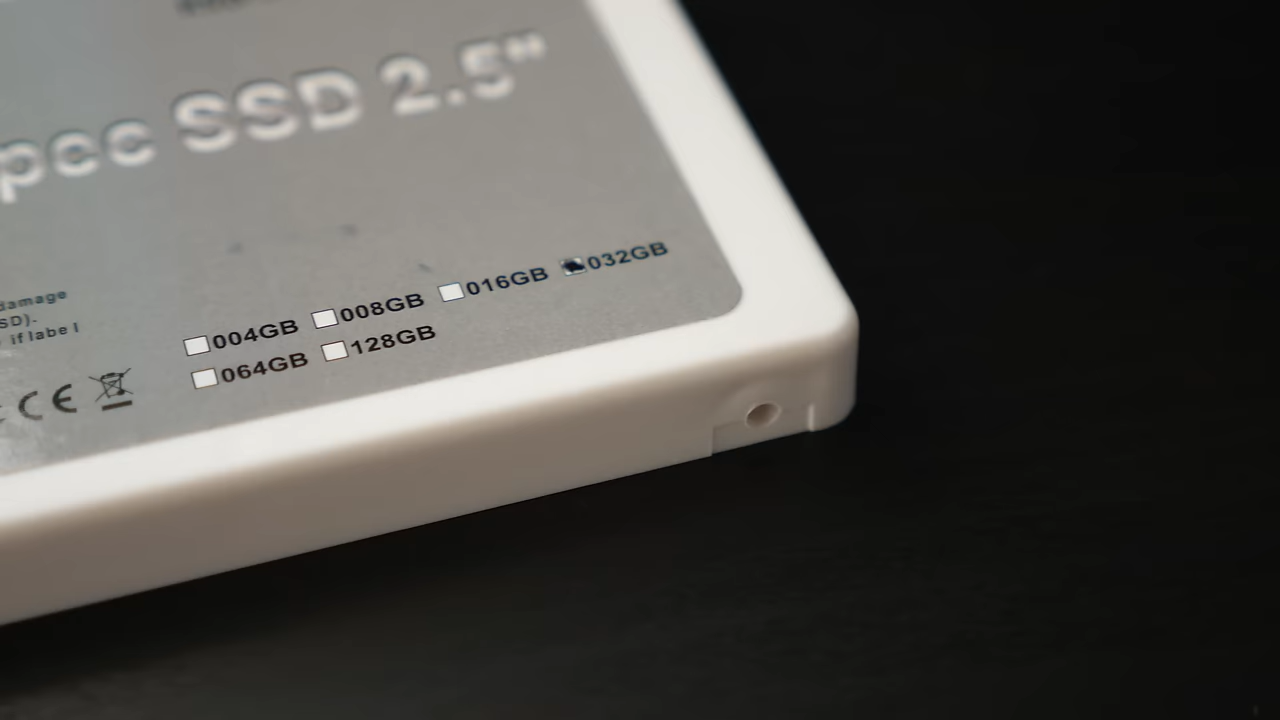 pec SSD 2.5"
damage
SD).
if label
004GB 008GB 016GB 032GB
064GB 128GB
CE